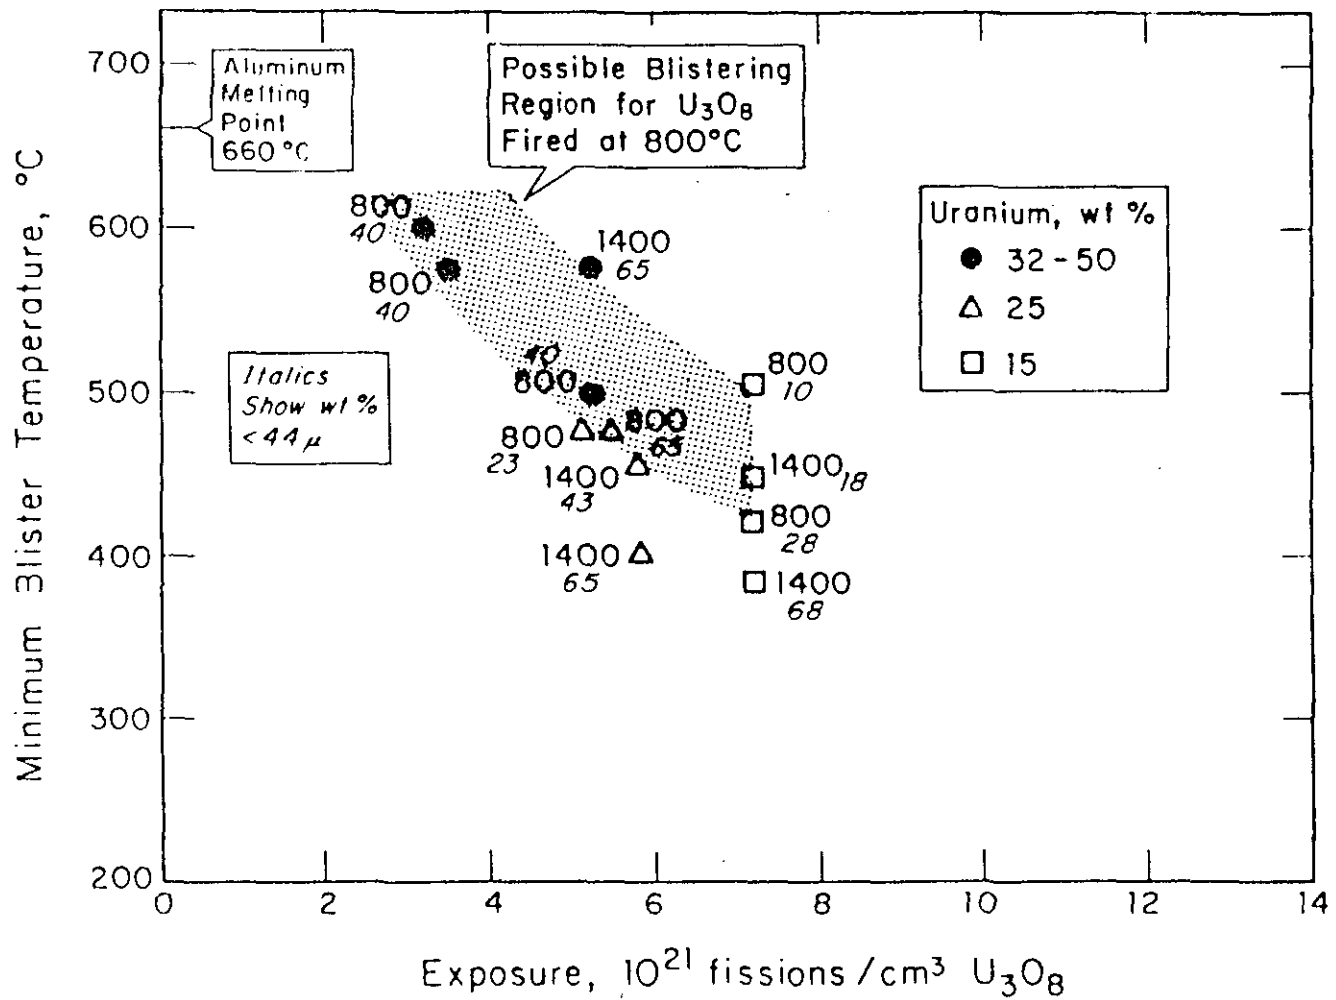 700
600
500
400
300
200
Minimum Blister Temperature, °C
Aluminum
Melting
Point
660°C
Possible Blistering
Region for U₃O₈
Fired at 800°C
Uranium, wt %
32-50
25
15
Italics
Show wt %
<44 μ
800
40
800
40
1400
65
40
800
800
65
800
23
1400
43
1400
65
800
10
1400 18
800
28
1400
68
0 2 4 6 8 10 12 14
Exposure, 10²¹ fissions/cm³ U₃O₈